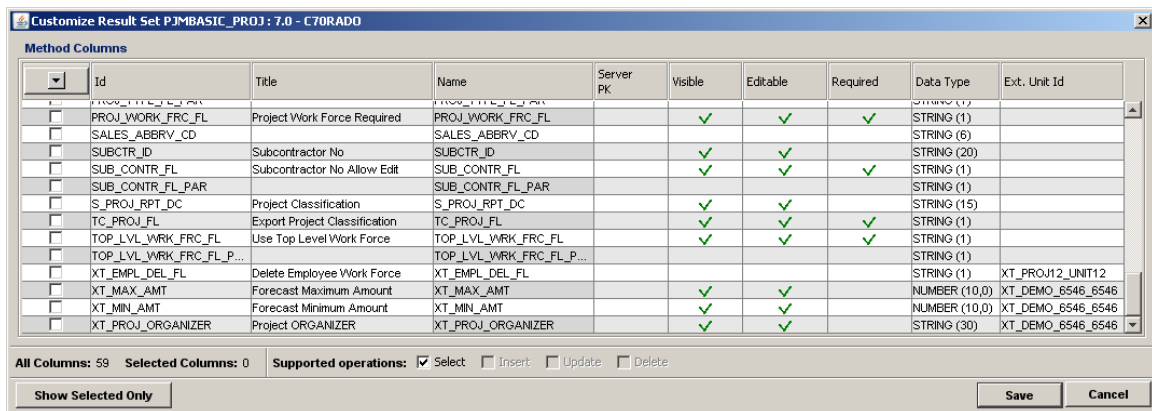 Customize Result Set PJMBASIC_PROJ : 7.0 - C70RADO
Method Columns
Id Title Name Server PK Visible Editable Required Data Type Ext. Unit Id
PROJ_WORK_FRC_FL Project Work Force Required PROJ_WORK_FRC_FL STRING (1)
SALES_ABBRV_CD SALES_ABBRV_CD STRING (6)
SUBCTR_ID Subcontractor No SUBCTR_ID STRING (20)
SUB_CONTR_FL Subcontractor No Allow Edit SUB_CONTR_FL STRING (1)
SUB_CONTR_FL_PAR SUB_CONTR_FL_PAR STRING (1)
S_PROJ_RPT_DC Project Classification S_PROJ_RPT_DC STRING (15)
TC_PROJ_FL Export Project Classification TC_PROJ_FL STRING (1)
TOP_LVL_WRK_FRC_FL Use Top Level Work Force TOP_LVL_WRK_FRC_FL STRING (1)
TOP_LVL_WRK_FRC_FL_P... TOP_LVL_WRK_FRC_FL_P... STRING (1)
XT_EMPL_DEL_FL Delete Employee Work Force XT_EMPL_DEL_FL STRING (1) XT_PROJ12_UNIT12
XT_MAX_AMT Forecast Maximum Amount XT_MAX_AMT NUMBER (10,0) XT_DEMO_6546_6546
XT_MIN_AMT Forecast Minimum Amount XT_MIN_AMT NUMBER (10,0) XT_DEMO_6546_6546
XT_PROJ_ORGANIZER Project ORGANIZER XT_PROJ_ORGANIZER STRING (30) XT_DEMO_6546_6546
All Columns: 59 Selected Columns: 0 Supported operations: Select Insert Update Delete
Show Selected Only Save Cancel